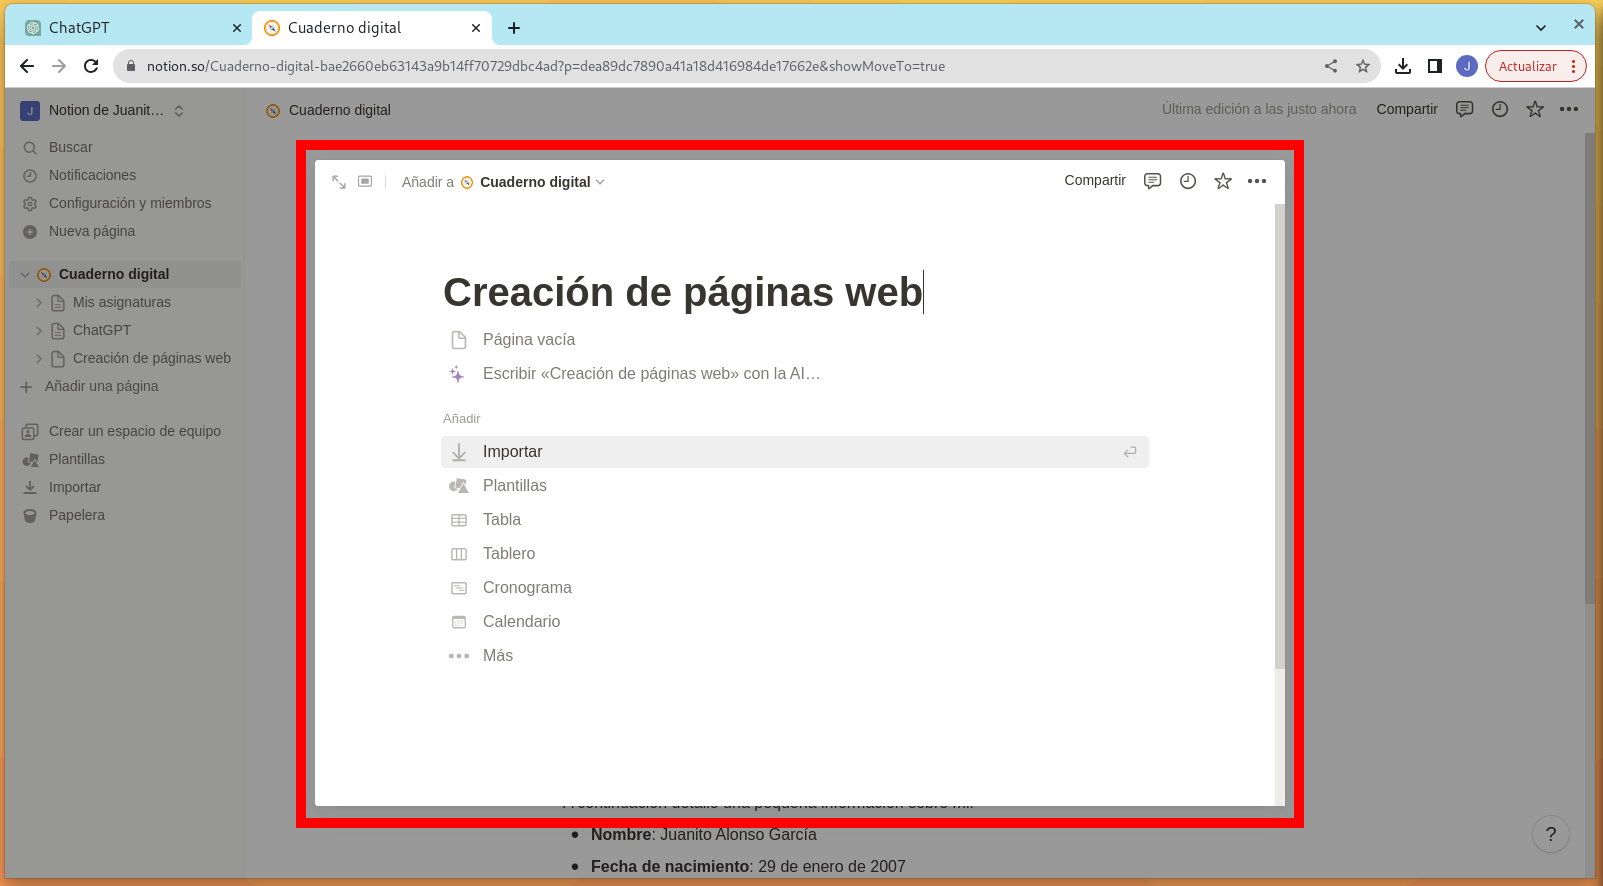 ChatGPT
Cuaderno digital
notion.so/Cuaderno-digital-bae2660eb63143a9b14ff70729dbc4ad?p=dea89dc7890a41a18d416984de17662e&showMoveTo=true
J
Actualizar
J Notion de Juanit...
Cuaderno digital
Última edición a las justo ahora
Compartir
Buscar
Notificaciones
Configuración y miembros
Nueva página
Cuaderno digital
Mis asignaturas
ChatGPT
Creación de páginas web
Añadir una página
Crear un espacio de equipo
Plantillas
Importar
Papelera
Añadir a Cuaderno digital
Compartir
Creación de páginas web
Página vacía
Escribir «Creación de páginas web» con la AI...
Añadir
Importar
Plantillas
Tabla
Tablero
Cronograma
Calendario
Más
Nombre: Juanito Alonso García
Fecha de nacimiento: 29 de enero de 2007
?